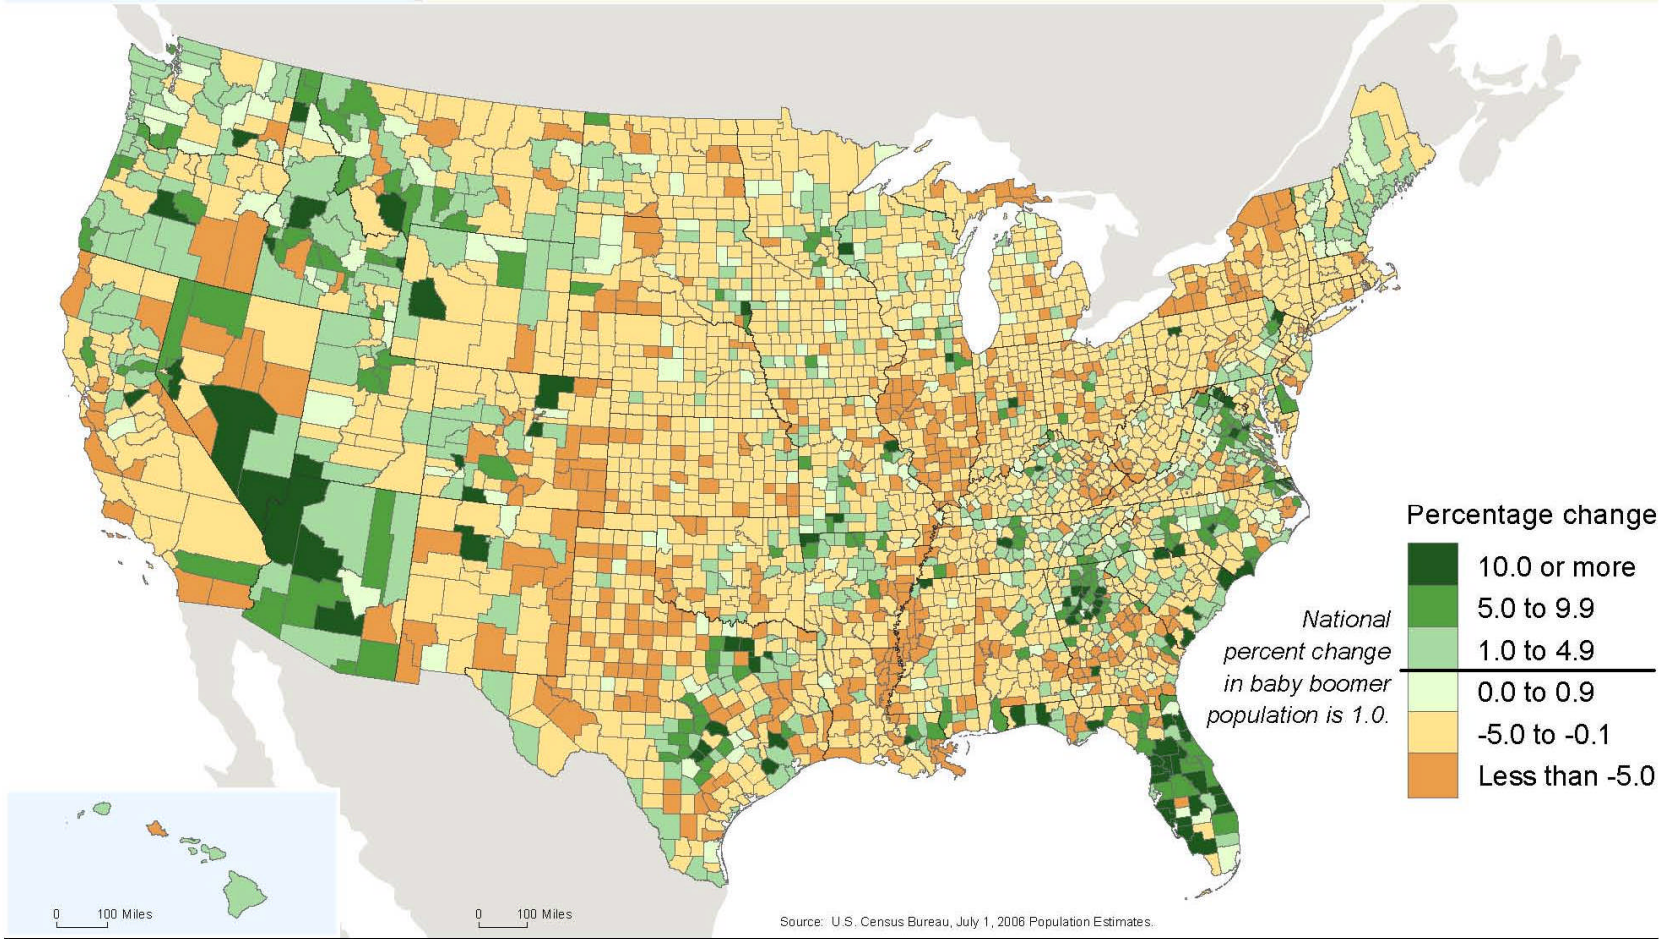 Percentage change
10.0 or more
5.0 to 9.9
1.0 to 4.9
0.0 to 0.9
-5.0 to -0.1
Less than -5.0
National
percent change
in baby boomer
population is 1.0.
0 100 Miles
0 100 Miles
Source: U.S. Census Bureau, July 1, 2006 Population Estimates.